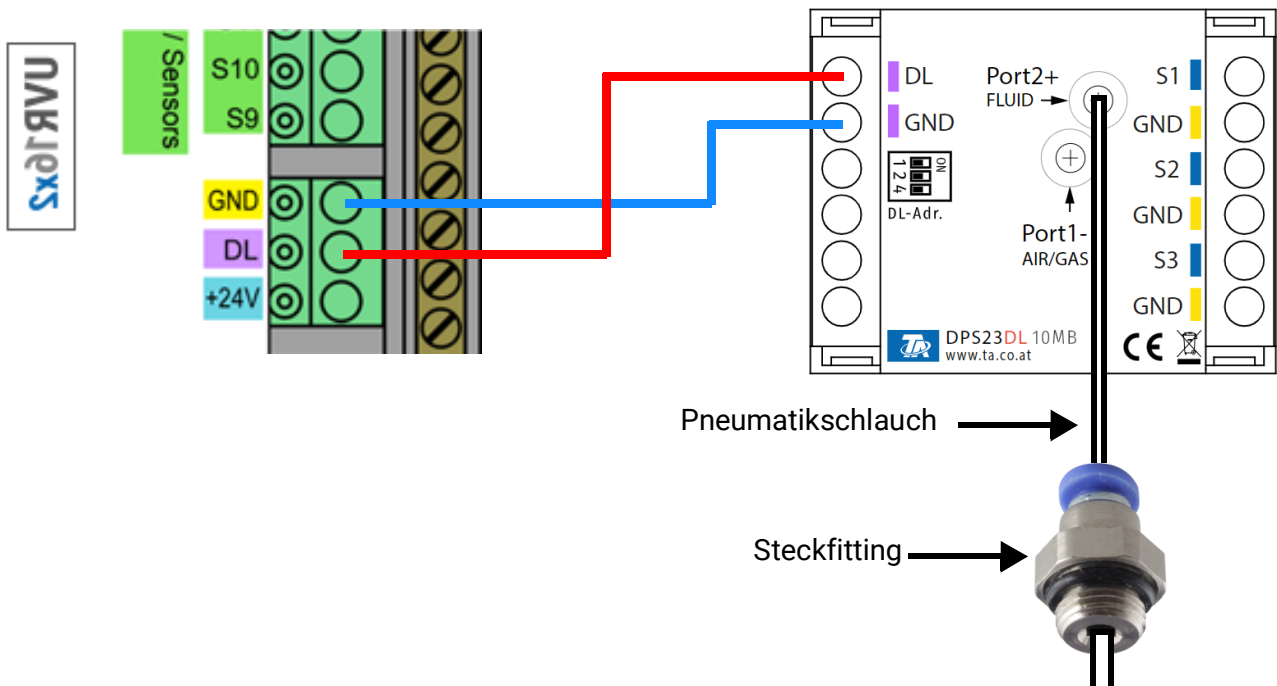 UVR16x2
/ Sensors
S10
S9
GND
DL
+24V
DL
GND
ON
1 2 4
DL-Adr.
Port2+
FLUID
Port1-
AIR/GAS
S1
GND
S2
GND
S3
GND
TA
DPS23DL 10MB
www.ta.co.at
CE
Pneumatikschlauch
Steckfitting